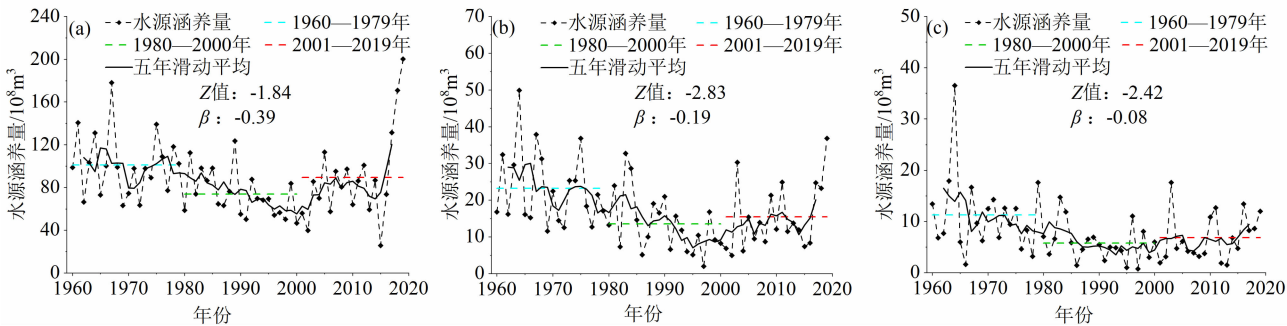 (a)
水源涵养量 1960—1979年
1980—2000年 2001—2019年
五年滑动平均
Z值：-1.84
β：-0.39
水源涵养量/10⁸m³
240
200
160
120
80
40
0
1960 1970 1980 1990 2000 2010 2020
年份
(b)
水源涵养量 1960—1979年
1980—2000年 2001—2019年
五年滑动平均
Z值：-2.83
β：-0.19
水源涵养量/10⁸m³
70
60
50
40
30
20
10
0
1960 1970 1980 1990 2000 2010 2020
年份
(c)
水源涵养量 1960—1979年
1980—2000年 2001—2019年
五年滑动平均
Z值：-2.42
β：-0.08
水源涵养量/10⁸m³
50
40
30
20
10
0
1960 1970 1980 1990 2000 2010 2020
年份